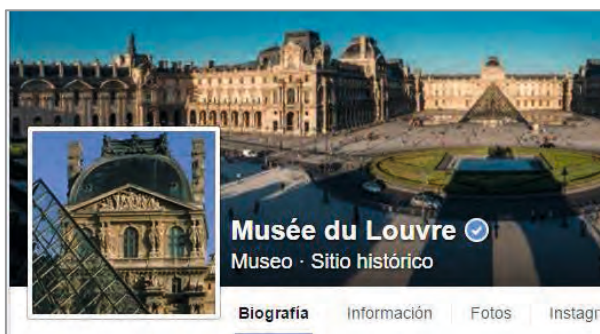 Musée du Louvre
Museo · Sitio histórico
Biografía Información Fotos